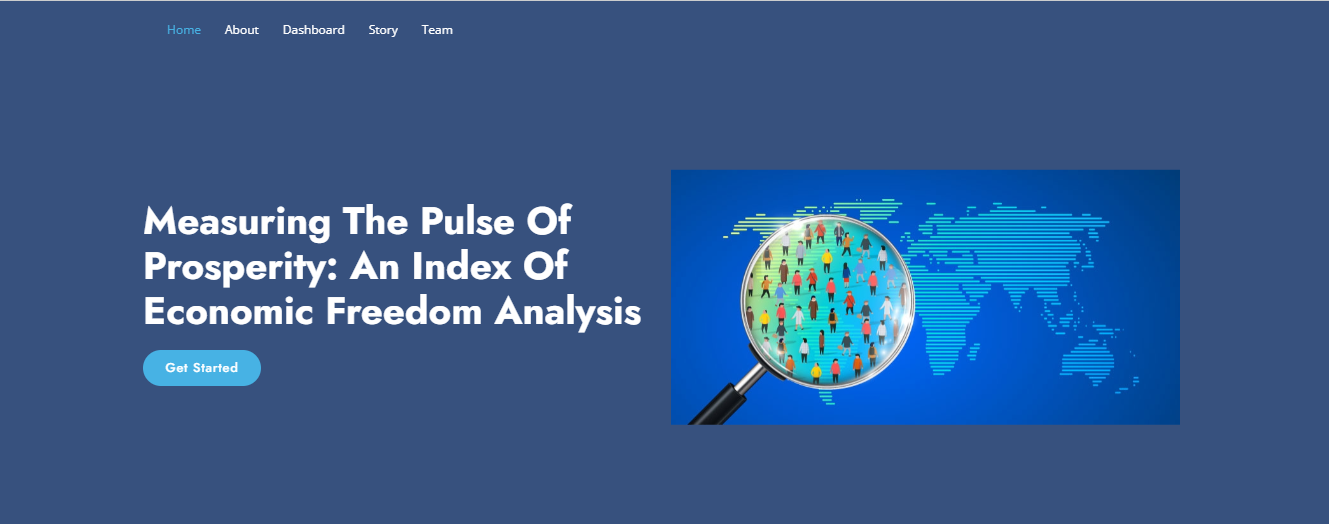 Home About Dashboard Story Team
Measuring The Pulse Of
Prosperity: An Index Of
Economic Freedom Analysis
Get Started